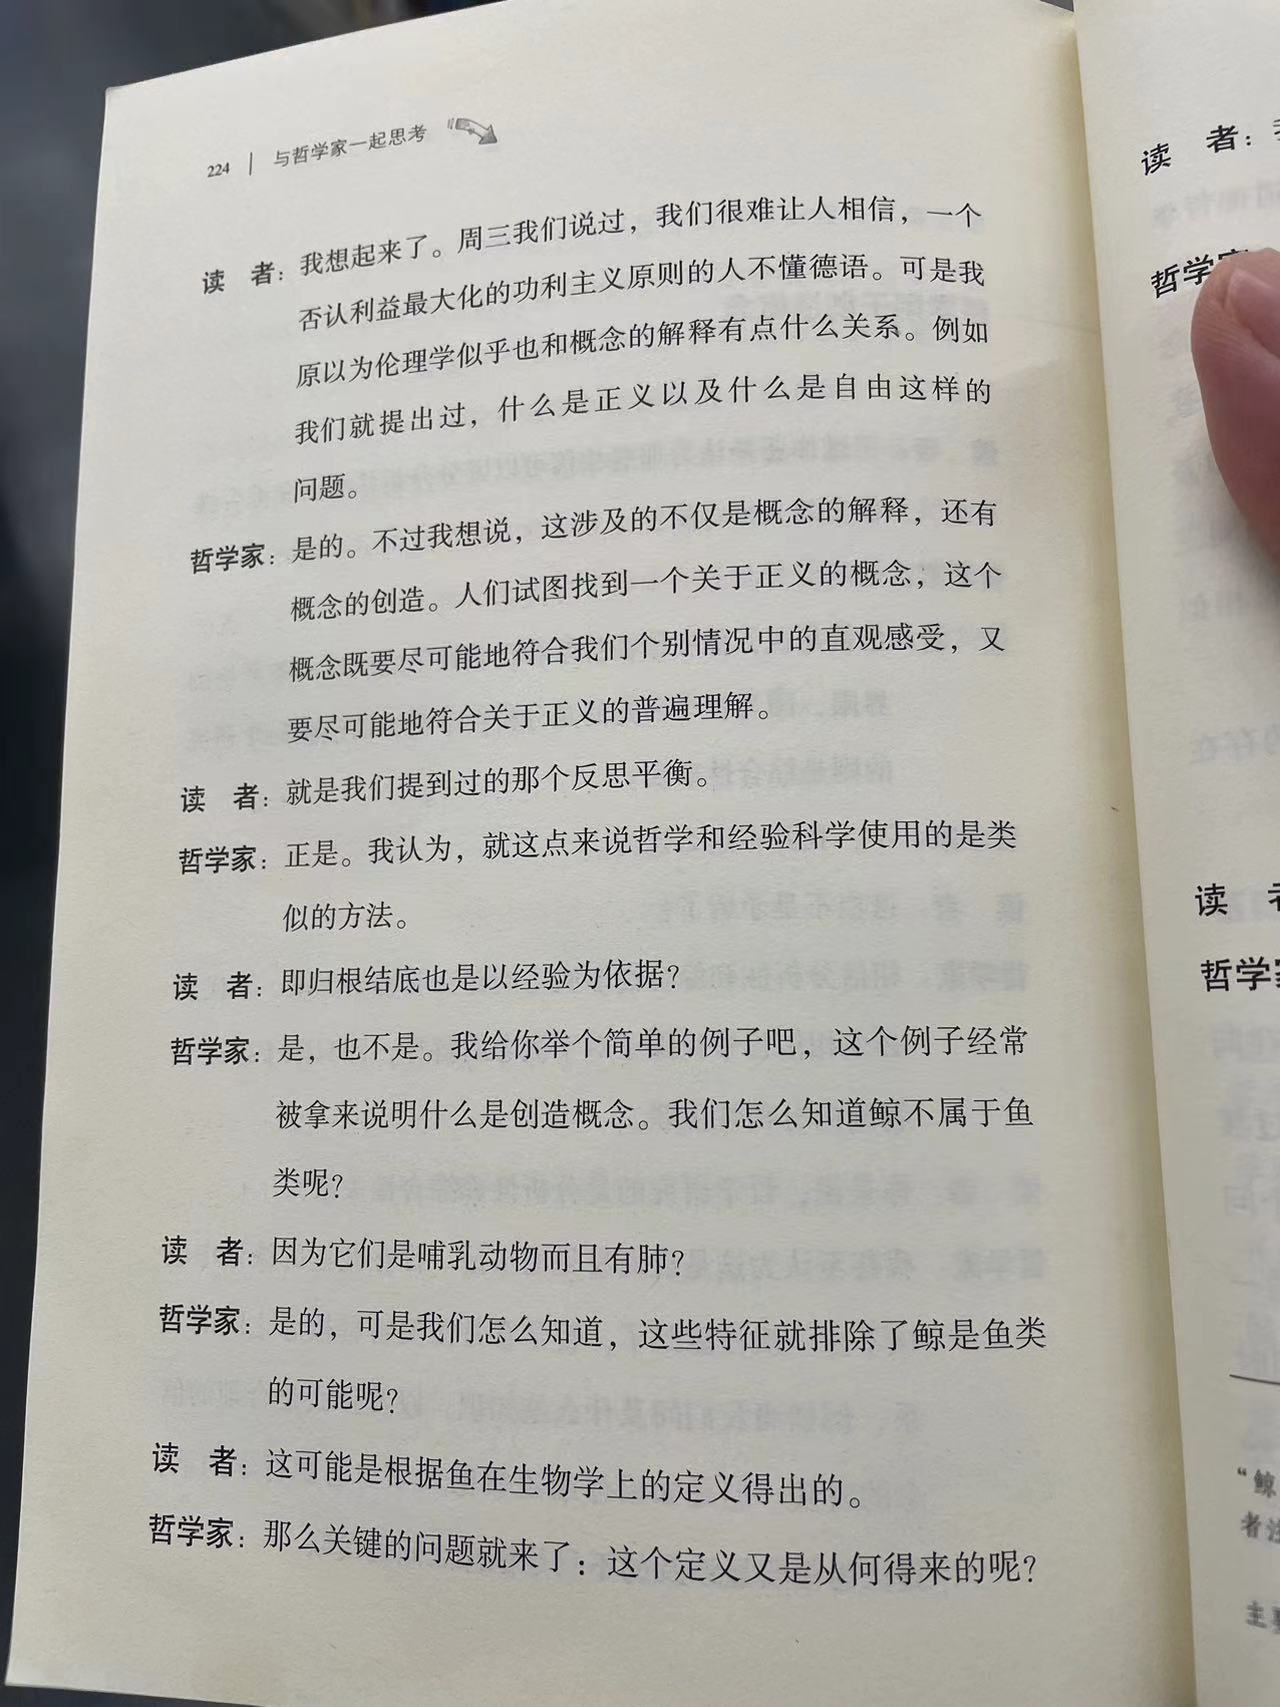 224 | 与哲学家一起思考
读　者：我想起来了。周三我们说过，我们很难让人相信，一个
否认利益最大化的功利主义原则的人不懂德语。可是我
原以为伦理学似乎也和概念的解释有点什么关系。例如
我们就提出过，什么是正义以及什么是自由这样的
问题。
哲学家：是的。不过我想说，这涉及的不仅是概念的解释，还有
概念的创造。人们试图找到一个关于正义的概念，这个
概念既要尽可能地符合我们个别情况中的直观感受，又
要尽可能地符合关于正义的普遍理解。
读　者：就是我们提到过的那个反思平衡。
哲学家：正是。我认为，就这点来说哲学和经验科学使用的是类
似的方法。
读　者：即归根结底也是以经验为依据？
哲学家：是，也不是。我给你举个简单的例子吧，这个例子经常
被拿来说明什么是创造概念。我们怎么知道鲸不属于鱼
类呢？
读　者：因为它们是哺乳动物而且有肺？
哲学家：是的，可是我们怎么知道，这些特征就排除了鲸是鱼类
的可能呢？
读　者：这可能是根据鱼在生物学上的定义得出的。
哲学家：那么关键的问题就来了：这个定义又是从何得来的呢？
读　者：
哲学
读
哲学
“鲸
者注